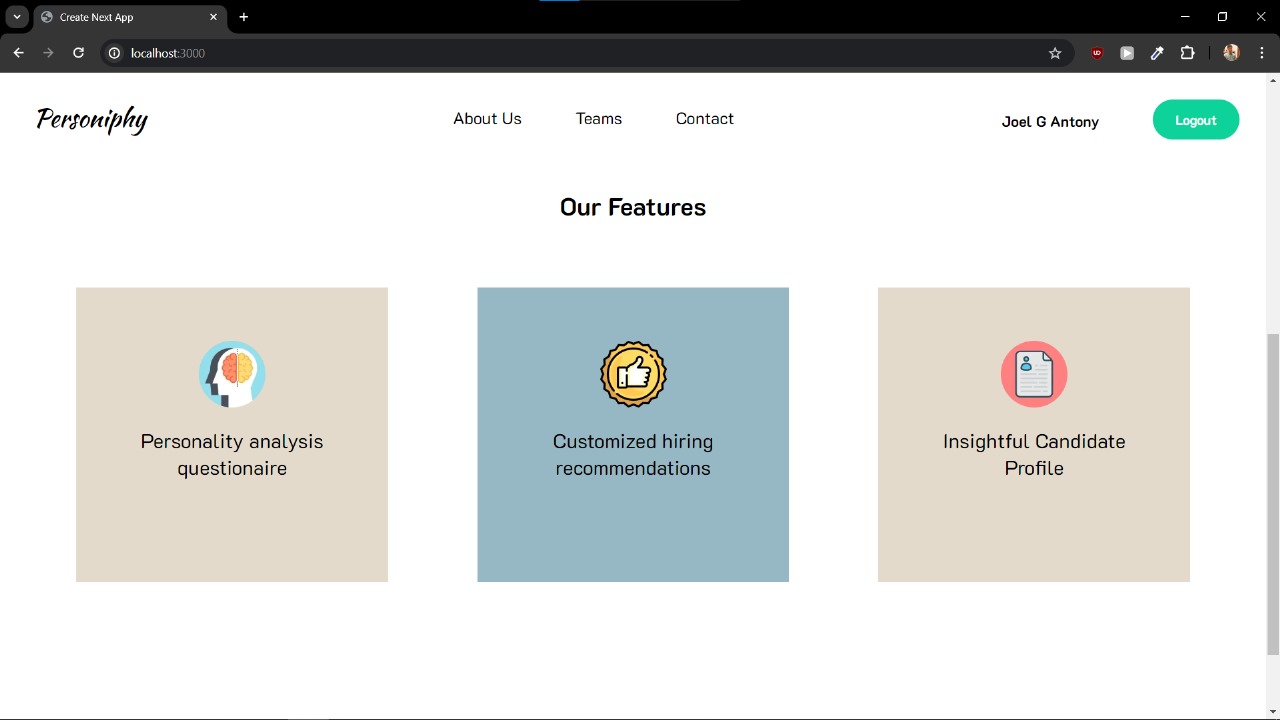 Create Next App
localhost:3000
Personiphy
About Us
Teams
Contact
Joel G Antony
Logout
Our Features
Personality analysis
questionaire
Customized hiring
recommendations
Insightful Candidate
Profile